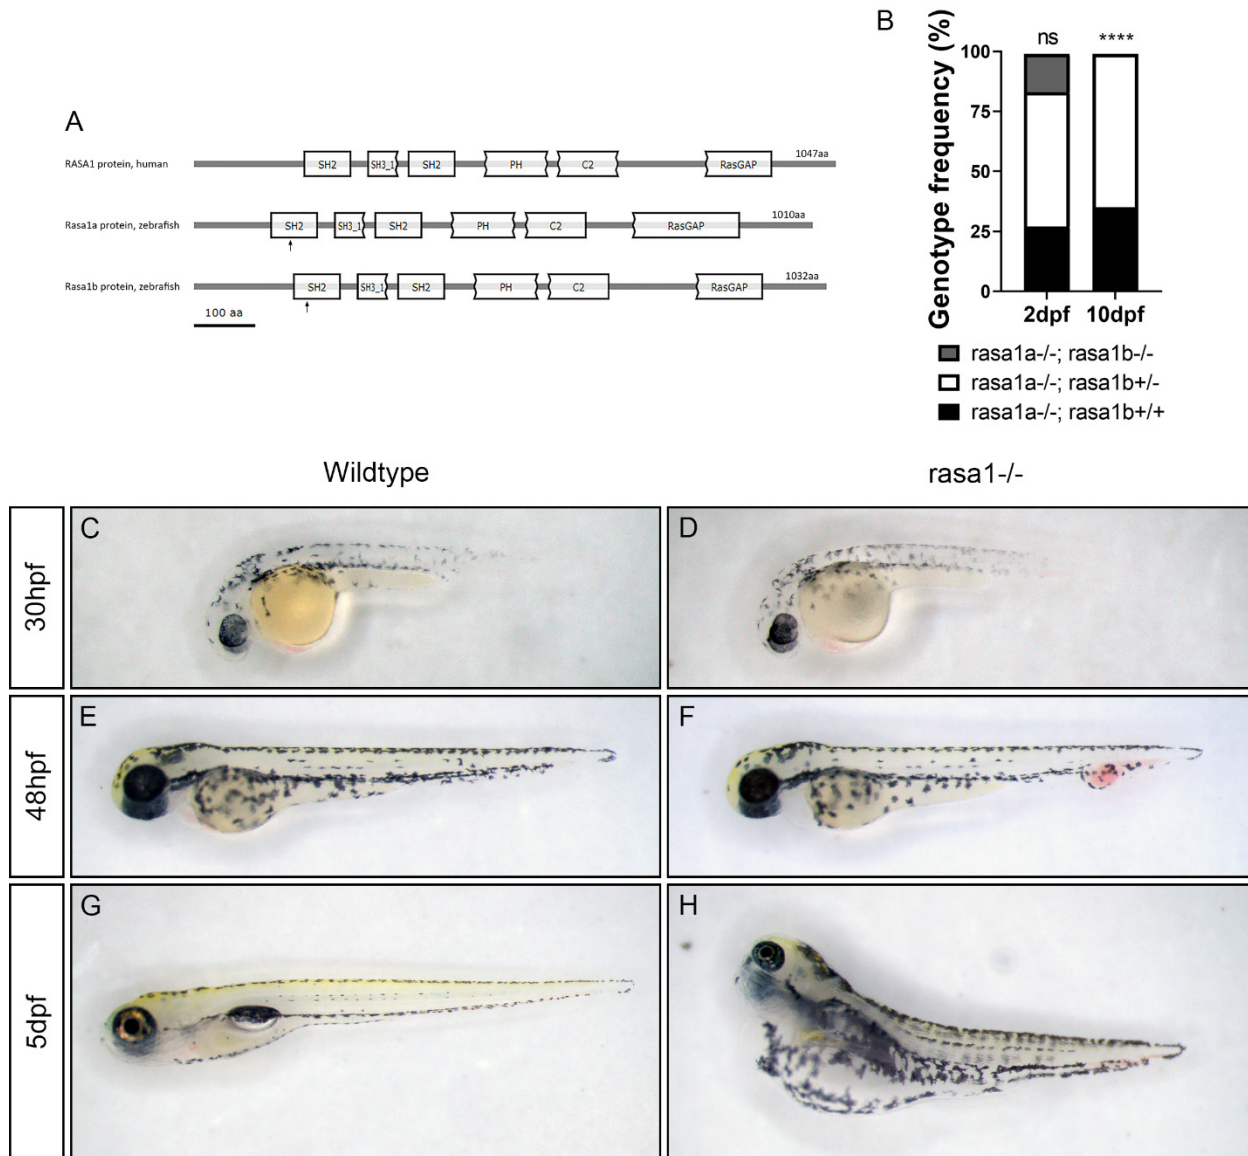 A
RASA1 protein, human
SH2
SH3_1
SH2
PH
C2
RasGAP
1047aa
Rasa1a protein, zebrafish
SH2
SH3_1
SH2
PH
C2
RasGAP
1010aa
Rasa1b protein, zebrafish
SH2
SH3_1
SH2
PH
C2
RasGAP
1032aa
100 aa
B
Genotype frequency (%)
ns
****
100
75
50
25
0
2dpf
10dpf
rasa1a-/-; rasa1b-/-
rasa1a-/-; rasa1b+/-
rasa1a-/-; rasa1b+/+
Wildtype
rasa1-/-
30hpf
C
D
48hpf
E
F
5dpf
G
H